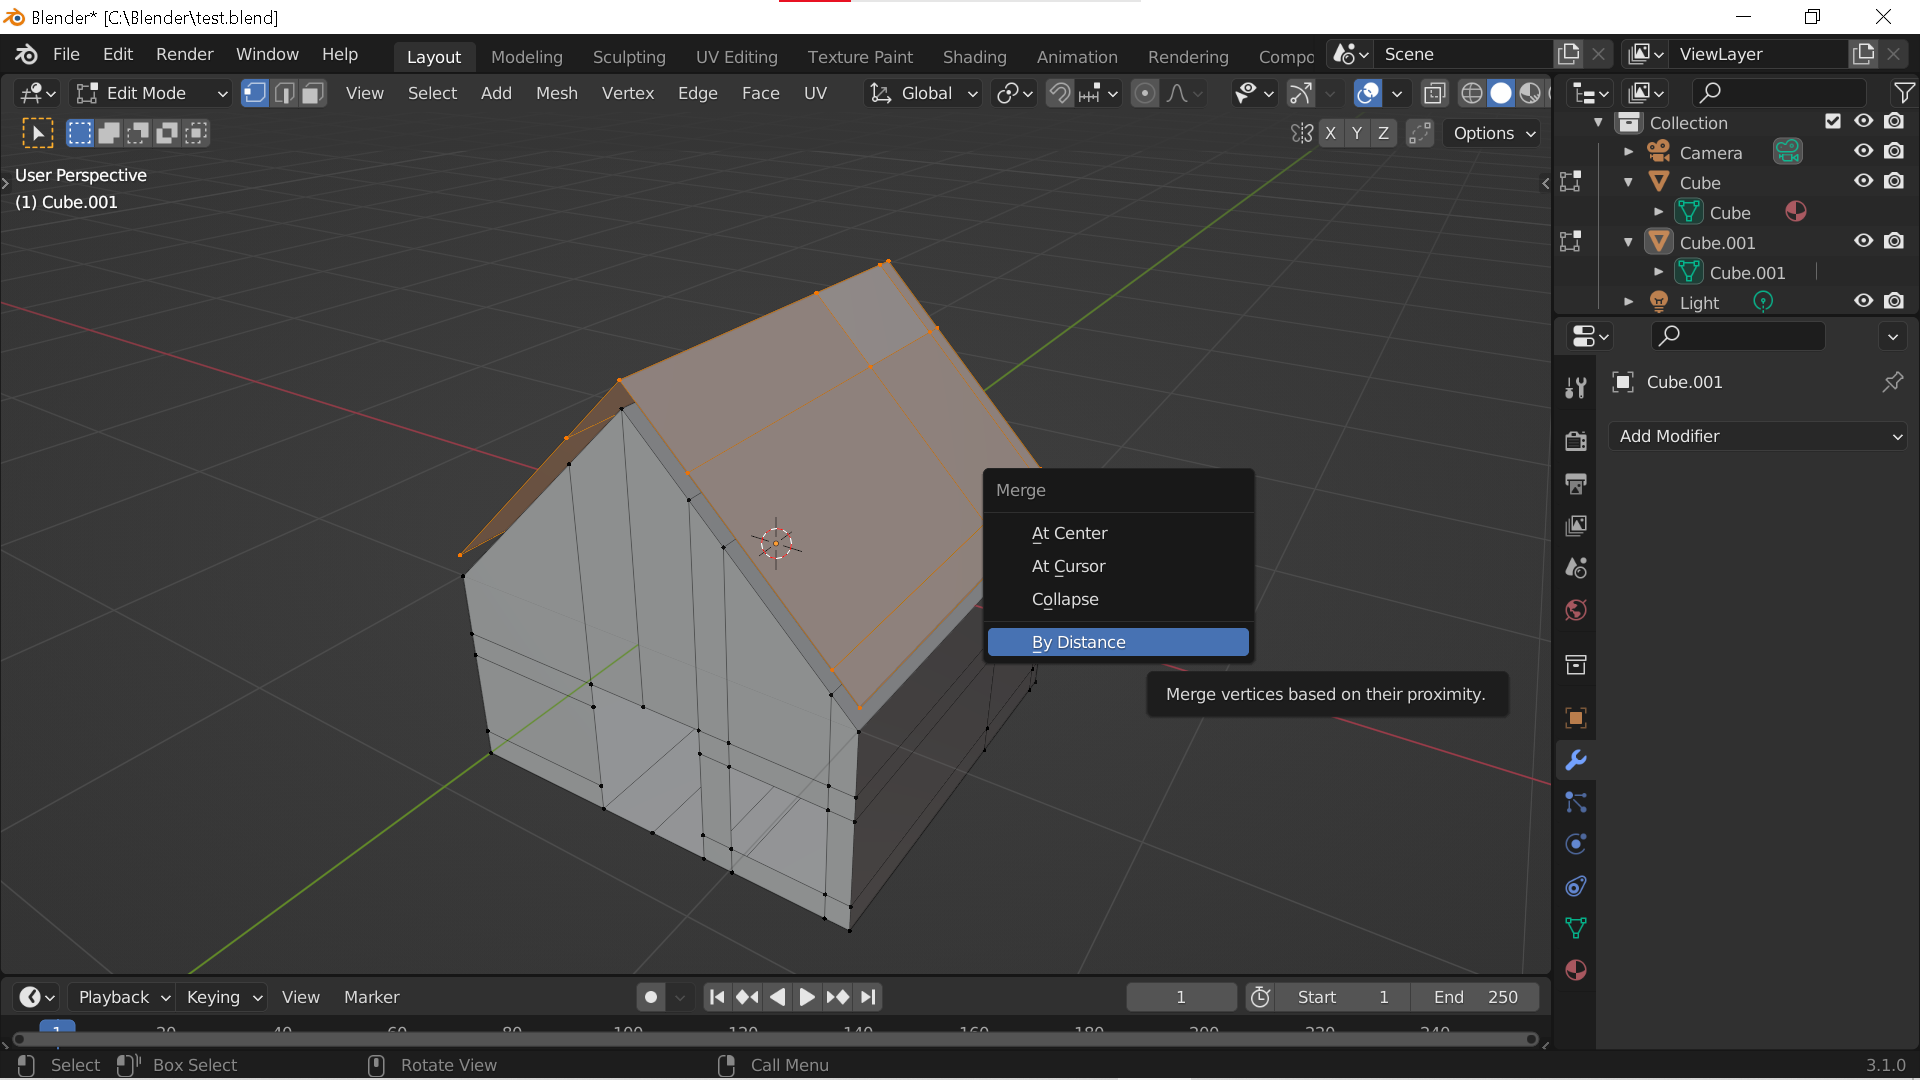 Blender* [C:\Blender\test.blend]
File Edit Render Window Help Layout Modeling Sculpting UV Editing Texture Paint Shading Animation Rendering Compo Scene ViewLayer
Edit Mode View Select Add Mesh Vertex Edge Face UV Global
X Y Z Options
User Perspective
(1) Cube.001
Collection
Camera
Cube
Cube
Cube.001
Cube.001
Light
Cube.001
Add Modifier
Merge
At Center
At Cursor
Collapse
By Distance
Merge vertices based on their proximity.
Playback Keying View Marker 1 Start 1 End 250
1 20 40 60 80 100 120 140 160 180 200 220 240
Select Box Select Rotate View Call Menu 3.1.0